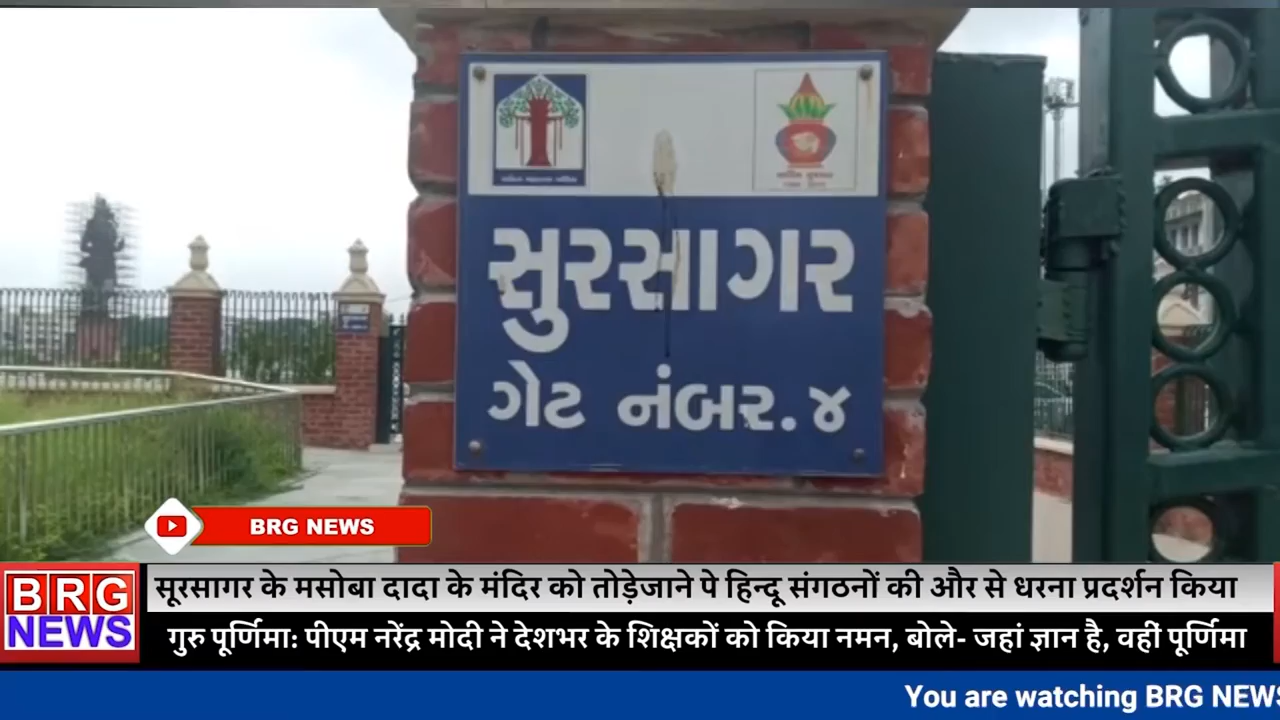 સુરસાગર
ગેટ નંબર. ૪
BRG NEWS
BRG
NEWS
सूरसागर के मसोबा दादा के मंदिर को तोड़ेजाने पे हिन्दू संगठनों की और से धरना प्रदर्शन किया
गुरु पूर्णिमा: पीएम नरेंद्र मोदी ने देशभर के शिक्षकों को किया नमन, बोले- जहां ज्ञान है, वहीं पूर्णिमा
You are watching BRG NEWS